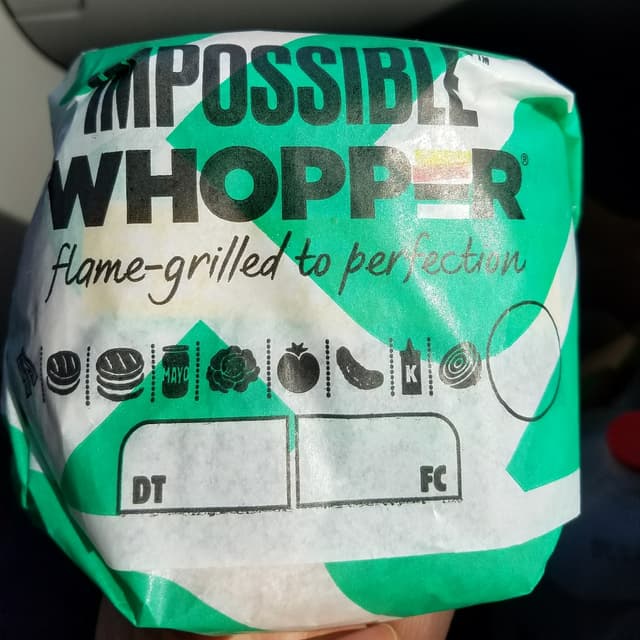 IMPOSSIBLE™
WHOPPER®
flame-grilled to perfection
MAYO
K
DT
FC